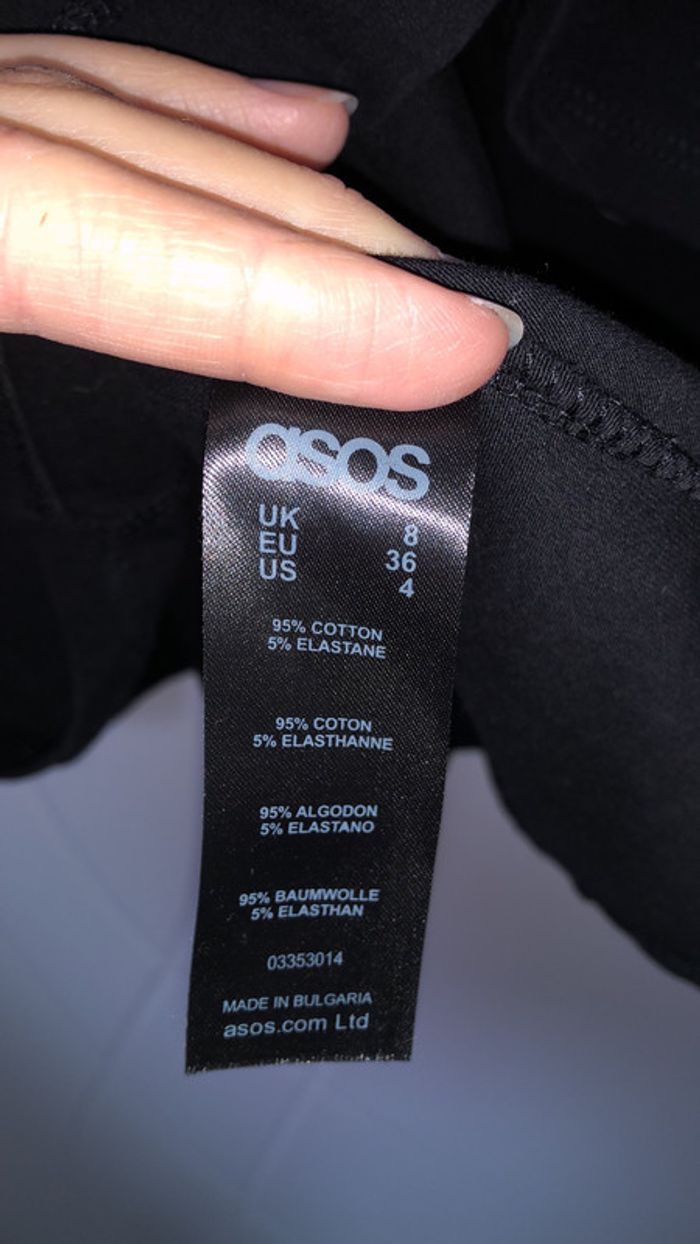 asos
UK 8
EU 36
US 4
95% COTTON
5% ELASTANE
95% COTON
5% ELASTHANNE
95% ALGODON
5% ELASTANO
95% BAUMWOLLE
5% ELASTHAN
03353014
MADE IN BULGARIA
asos.com Ltd